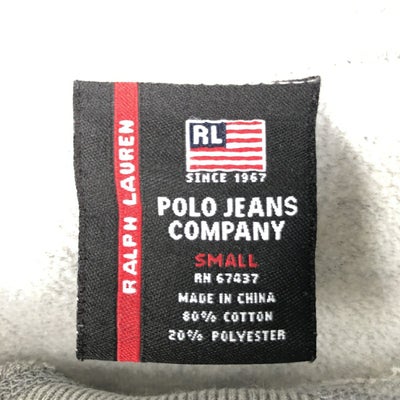 RALPH LAUREN
RL
SINCE 1967
POLO JEANS
COMPANY
SMALL
RN 67437
MADE IN CHINA
80% COTTON
20% POLYESTER